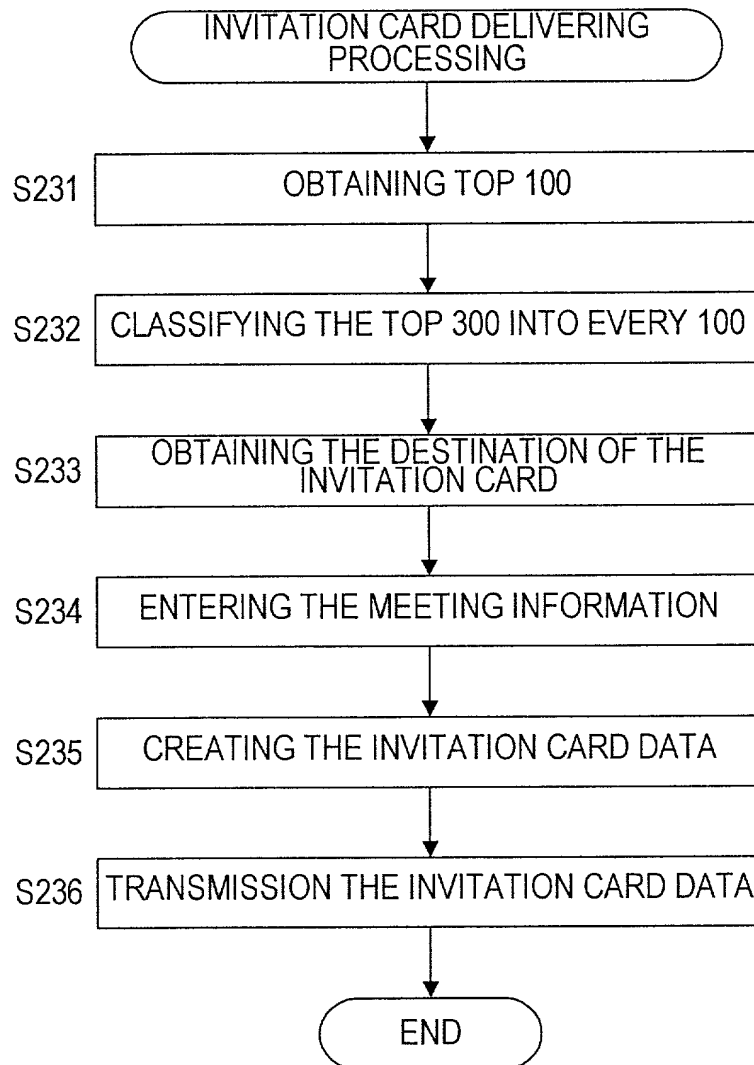 INVITATION CARD DELIVERING
PROCESSING
S231
OBTAINING TOP 100
S232
CLASSIFYING THE TOP 300 INTO EVERY 100
S233
OBTAINING THE DESTINATION OF THE
INVITATION CARD
S234
ENTERING THE MEETING INFORMATION
S235
CREATING THE INVITATION CARD DATA
S236
TRANSMISSION THE INVITATION CARD DATA
END